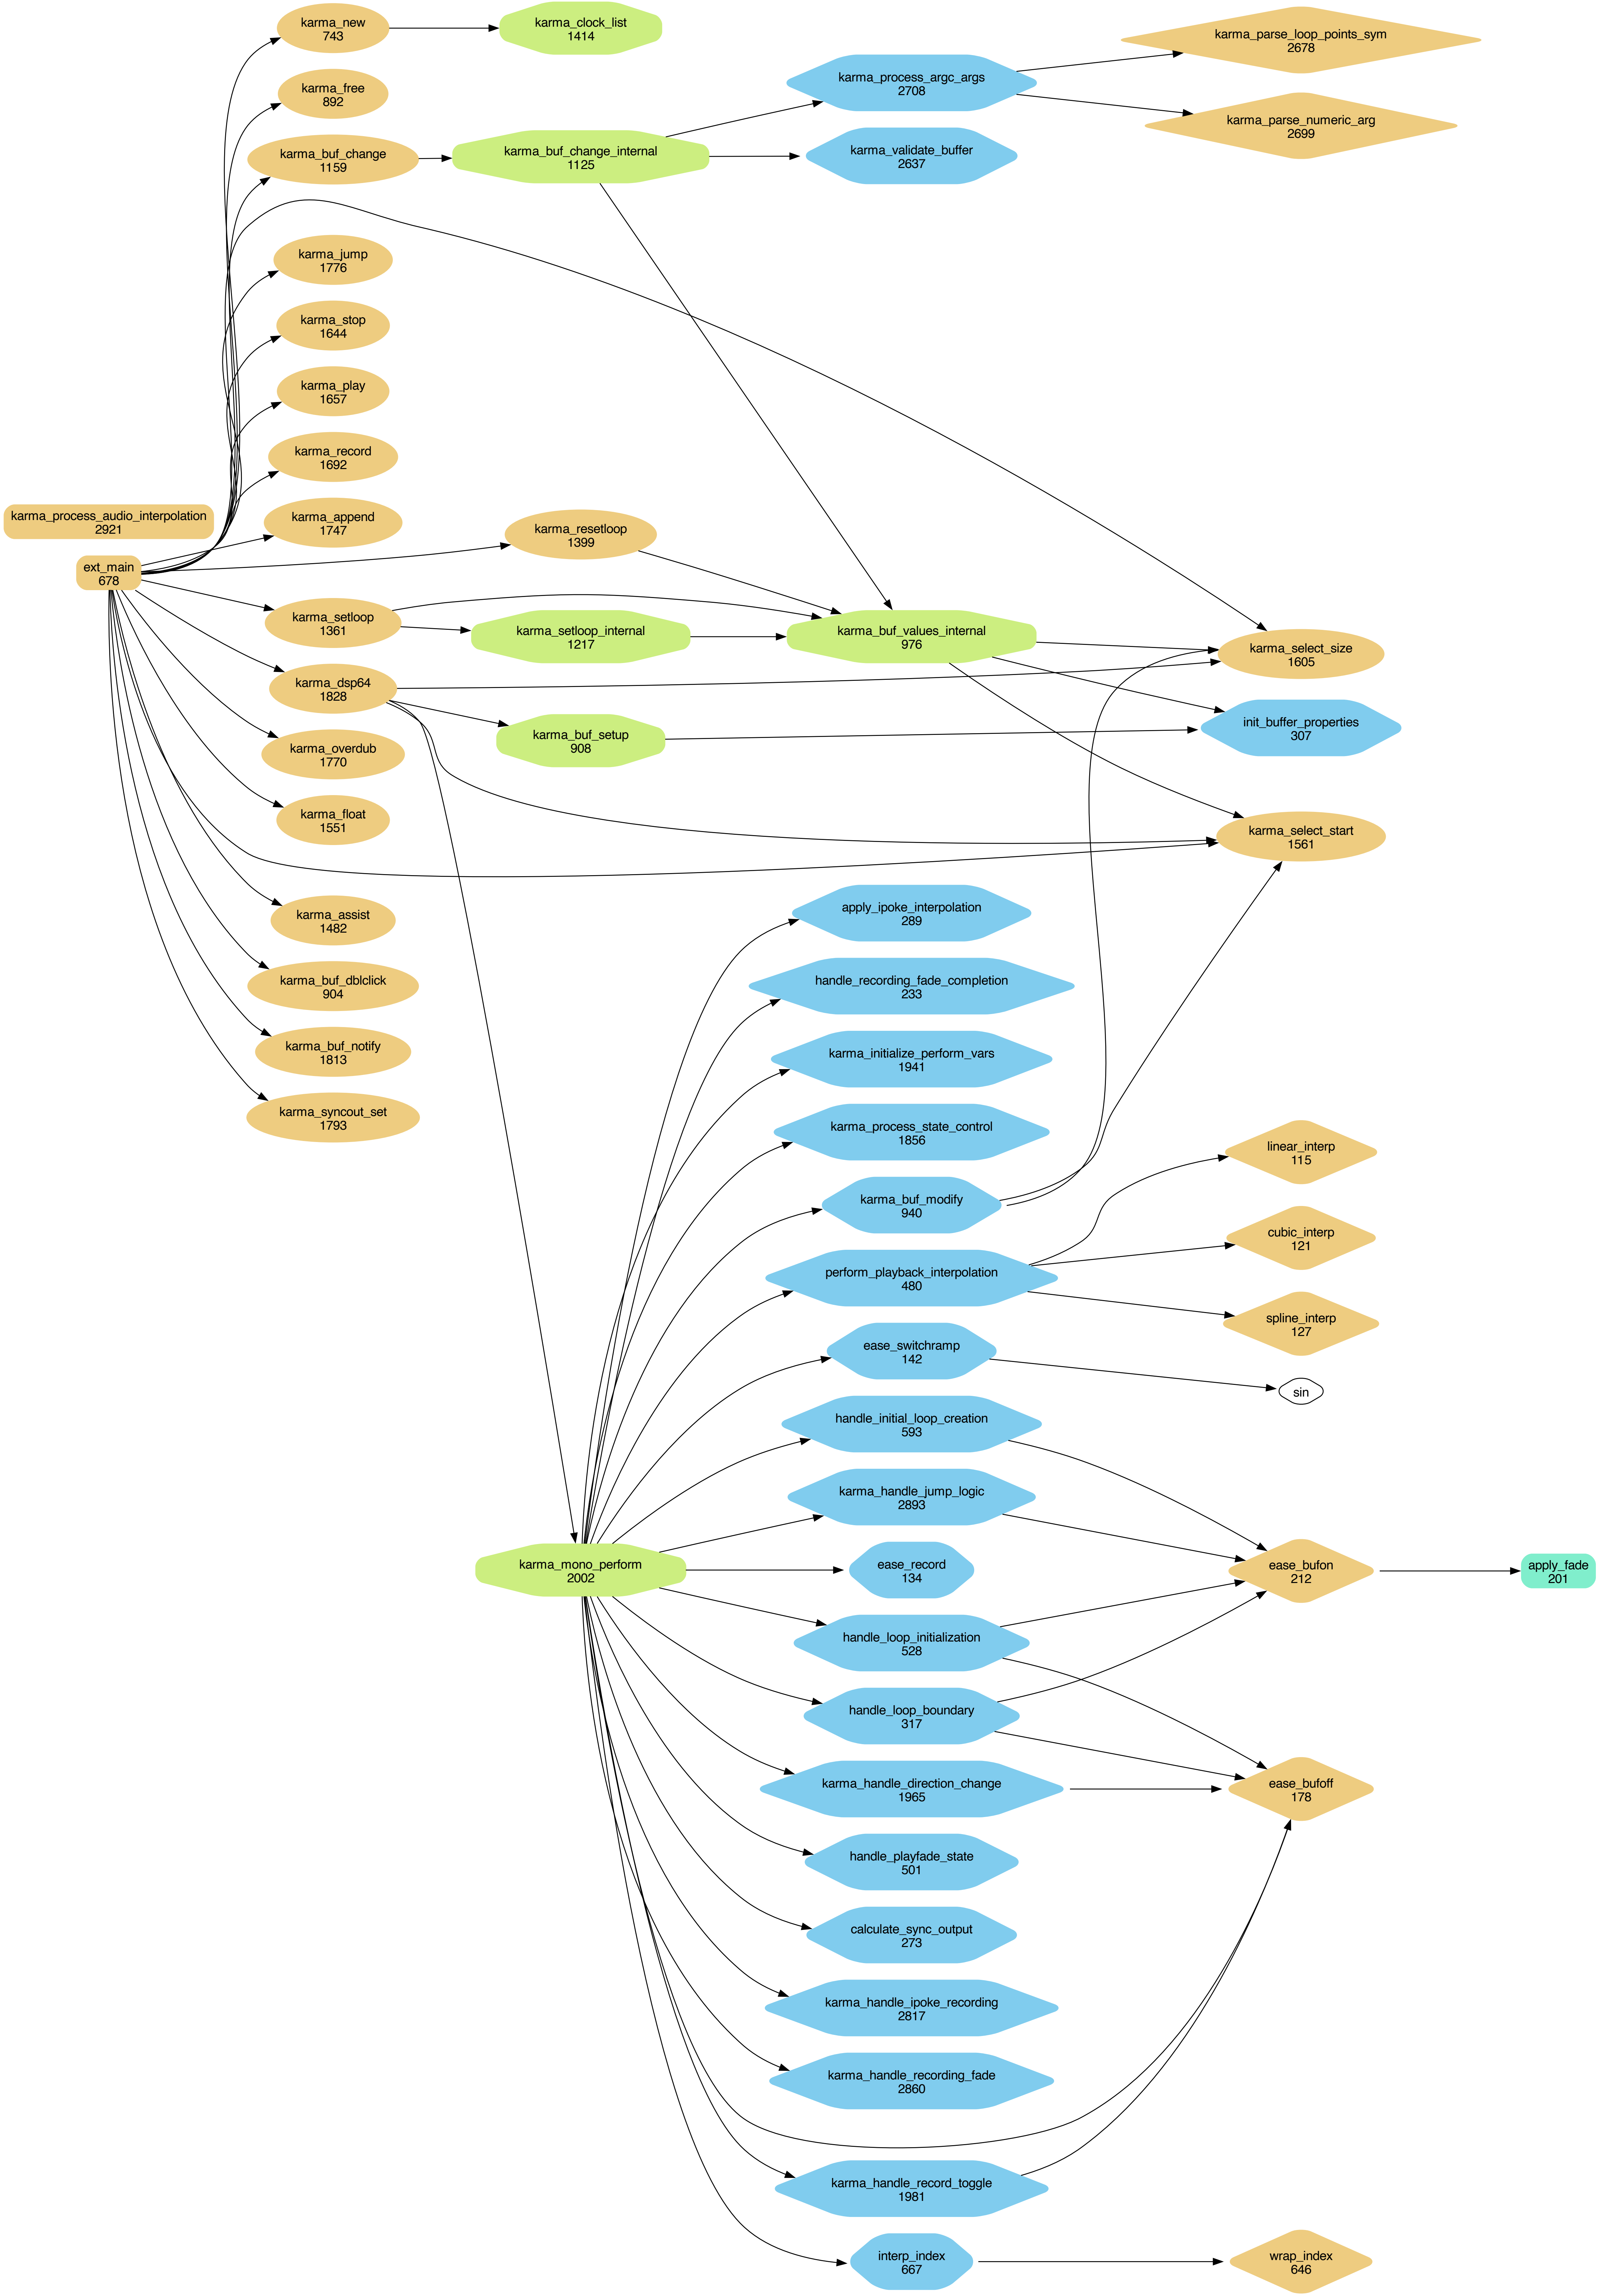 karma_new
743
karma_clock_list
1414
karma_parse_loop_points_sym
2678
karma_free
892
karma_process_argc_args
2708
karma_parse_numeric_arg
2699
karma_buf_change
1159
karma_buf_change_internal
1125
karma_validate_buffer
2637
karma_jump
1776
karma_stop
1644
karma_play
1657
karma_record
1692
karma_process_audio_interpolation
2921
karma_append
1747
karma_resetloop
1399
ext_main
678
karma_setloop
1361
karma_setloop_internal
1217
karma_buf_values_internal
976
karma_select_size
1605
karma_dsp64
1828
karma_buf_setup
908
init_buffer_properties
307
karma_overdub
1770
karma_float
1551
karma_select_start
1561
karma_assist
1482
apply_ipoke_interpolation
289
karma_buf_dblclick
904
handle_recording_fade_completion
233
karma_buf_notify
1813
karma_initialize_perform_vars
1941
karma_syncout_set
1793
karma_process_state_control
1856
linear_interp
115
karma_buf_modify
940
cubic_interp
121
perform_playback_interpolation
480
spline_interp
127
ease_switchramp
142
sin
handle_initial_loop_creation
593
karma_handle_jump_logic
2893
karma_mono_perform
2002
ease_record
134
ease_bufon
212
apply_fade
201
handle_loop_initialization
528
handle_loop_boundary
317
karma_handle_direction_change
1965
ease_bufoff
178
handle_playfade_state
501
calculate_sync_output
273
karma_handle_ipoke_recording
2817
karma_handle_recording_fade
2860
karma_handle_record_toggle
1981
interp_index
667
wrap_index
646